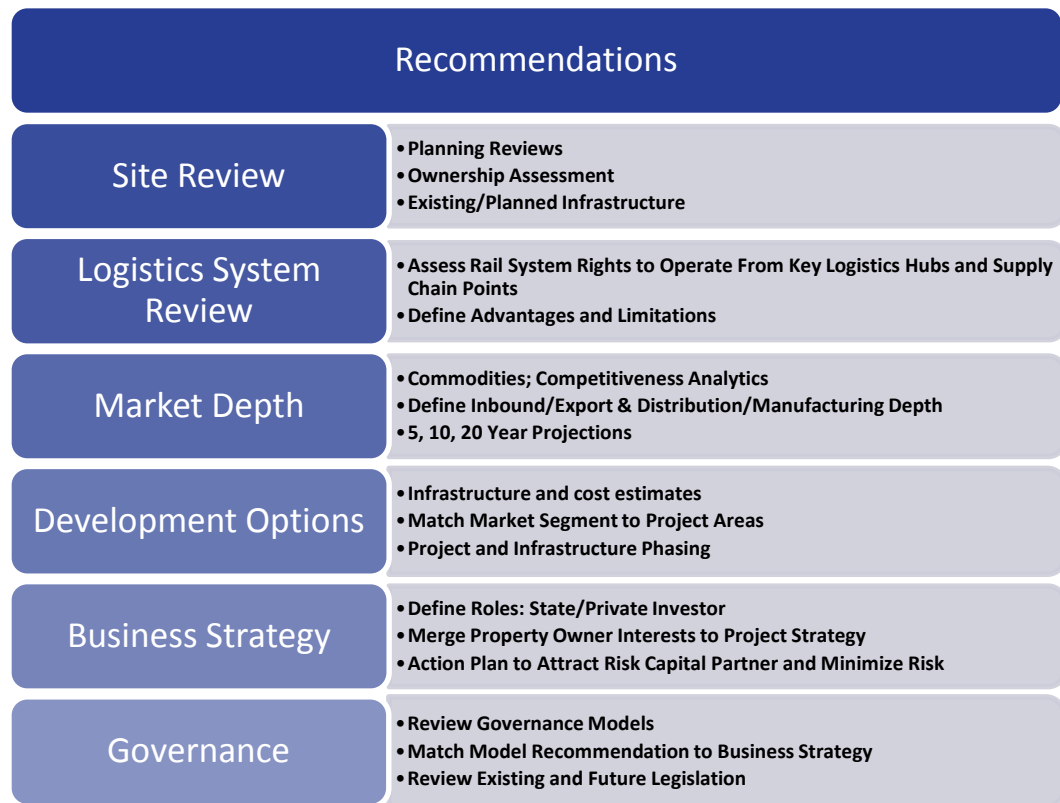 Recommendations
Site Review
•Planning Reviews
•Ownership Assessment
•Existing/Planned Infrastructure
Logistics System
Review
•Assess Rail System Rights to Operate From Key Logistics Hubs and Supply
Chain Points
•Define Advantages and Limitations
Market Depth
•Commodities; Competitiveness Analytics
•Define Inbound/Export & Distribution/Manufacturing Depth
•5, 10, 20 Year Projections
Development Options
•Infrastructure and cost estimates
•Match Market Segment to Project Areas
•Project and Infrastructure Phasing
Business Strategy
•Define Roles: State/Private Investor
•Merge Property Owner Interests to Project Strategy
•Action Plan to Attract Risk Capital Partner and Minimize Risk
Governance
•Review Governance Models
•Match Model Recommendation to Business Strategy
•Review Existing and Future Legislation